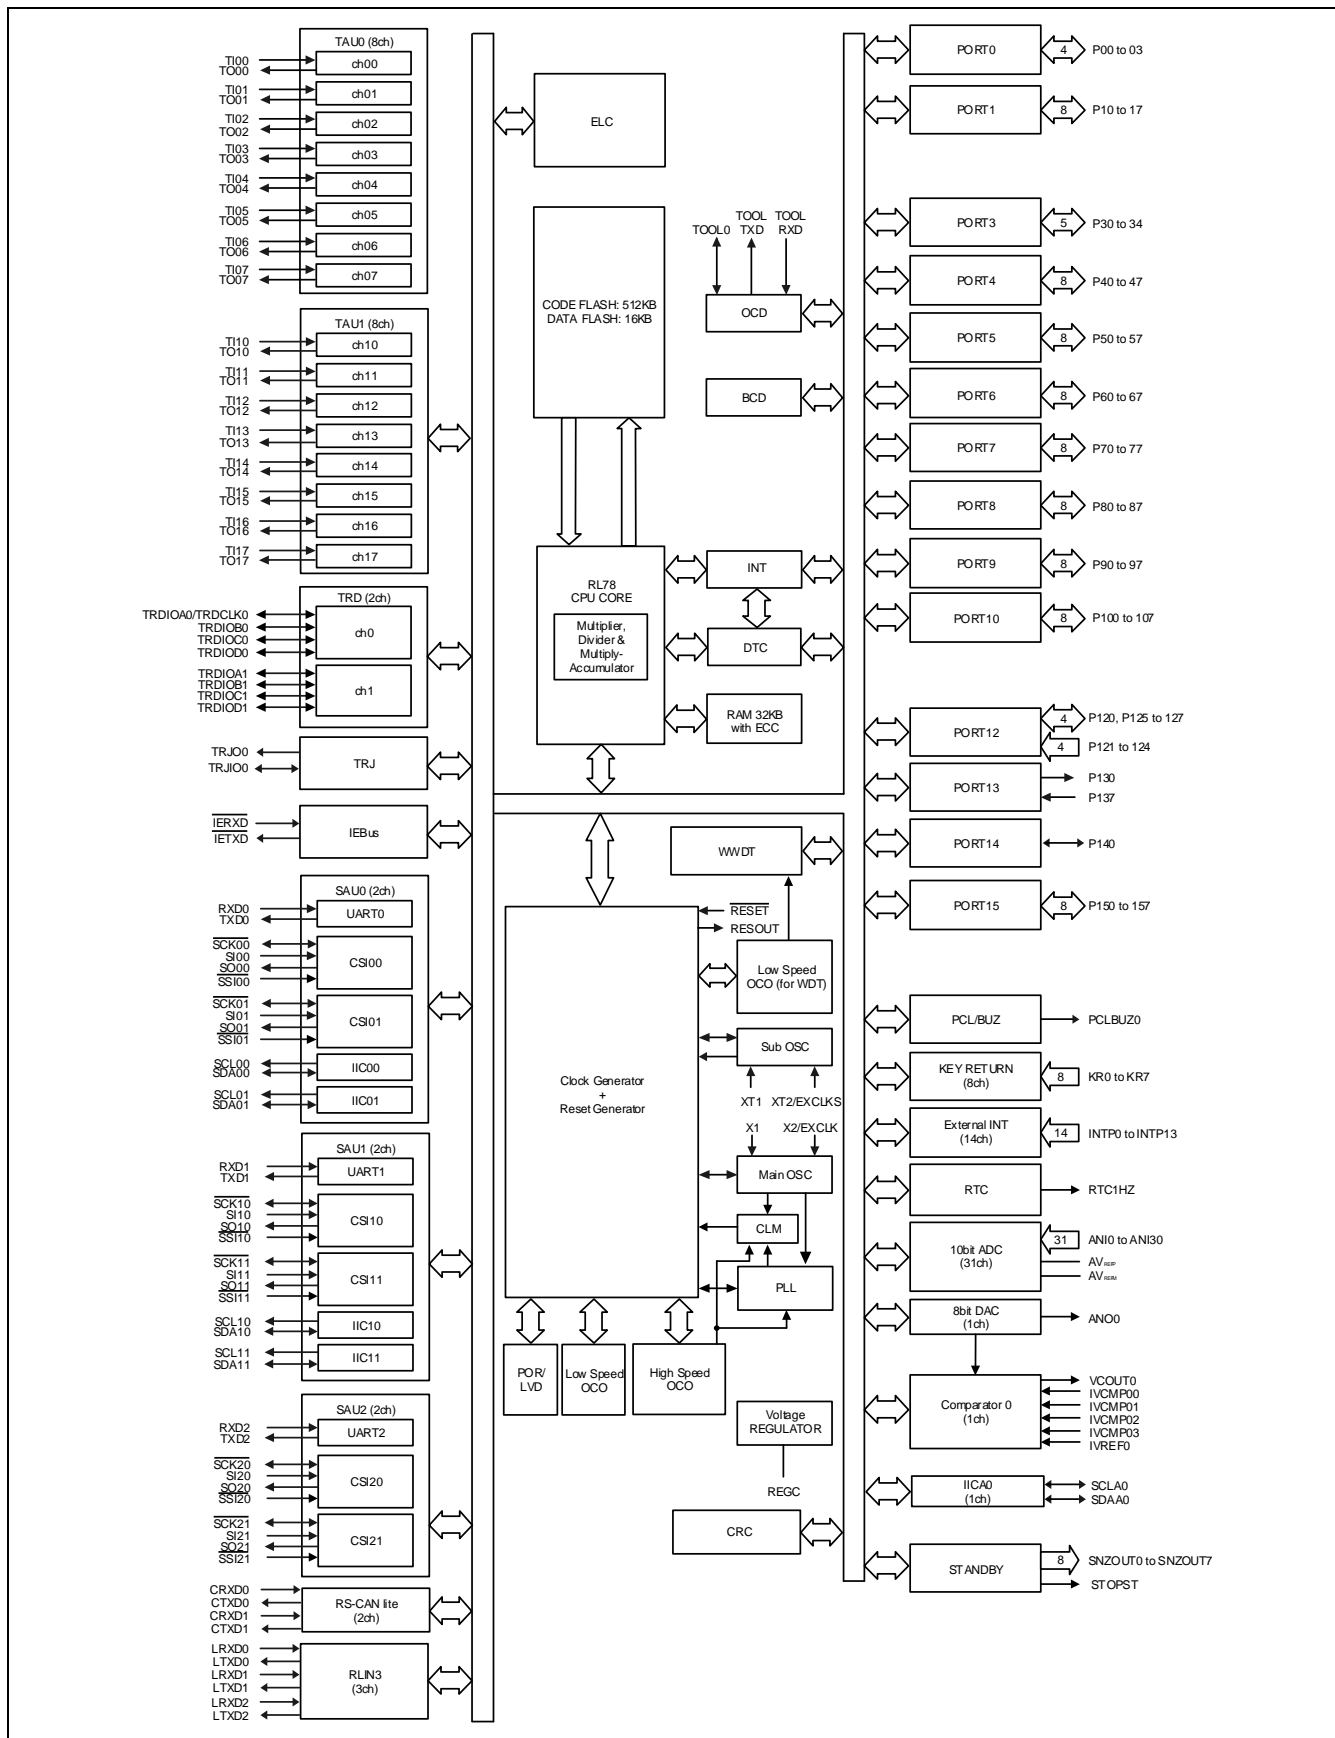 TAU0 (8ch)
TI00
TO00
ch00
TI01
TO01
ch01
TI02
TO02
ch02
TI03
TO03
ch03
TI04
TO04
ch04
TI05
TO05
ch05
TI06
TO06
ch06
TI07
TO07
ch07
TAU1 (8ch)
TI10
TO10
ch10
TI11
TO11
ch11
TI12
TO12
ch12
TI13
TO13
ch13
TI14
TO14
ch14
TI15
TO15
ch15
TI16
TO16
ch16
TI17
TO17
ch17
TRD (2ch)
TRDIOA0/TRDCLK0
TRDIOB0
TRDIOC0
TRDIOD0
ch0
TRDIOA1
TRDIOB1
TRDIOC1
TRDIOD1
ch1
TRJO0
TRJIO0
TRJ
IERXD
IETXD
IEBus
SAU0 (2ch)
RXD0
TXD0
UART0
SCK00
SI00
SO00
SSI00
CSI00
SCK01
SI01
SO01
SSI01
CSI01
SCL00
SDA00
IIC00
SCL01
SDA01
IIC01
SAU1 (2ch)
RXD1
TXD1
UART1
SCK10
SI10
SO10
SSI10
CSI10
SCK11
SI11
SO11
SSI11
CSI11
SCL10
SDA10
IIC10
SCL11
SDA11
IIC11
SAU2 (2ch)
RXD2
TXD2
UART2
SCK20
SI20
SO20
SSI20
CSI20
SCK21
SI21
SO21
SSI21
CSI21
CRXD0
CTXD0
CRXD1
CTXD1
RS-CAN lite
(2ch)
LRXD0
LTXD0
LRXD1
LTXD1
LRXD2
LTXD2
RLIN3
(3ch)
ELC
CODE FLASH: 512KB
DATA FLASH: 16KB
TOOL0
TOOL
TXD
TOOL
RXD
OCD
BCD
RL78
CPU CORE
Multiplier,
Divider &
Multiply-
Accumulator
INT
DTC
RAM 32KB
with ECC
WWDT
RESET
RESOUT
Low Speed
OCO (for WDT)
Clock Generator
+
Reset Generator
Sub OSC
XT1
XT2/EXCLKS
X1
X2/EXCLK
Main OSC
CLM
PLL
POR/
LVD
Low Speed
OCO
High Speed
OCO
Voltage
REGULATOR
REGC
CRC
PORT0
4
P00 to 03
PORT1
8
P10 to 17
PORT3
5
P30 to 34
PORT4
8
P40 to 47
PORT5
8
P50 to 57
PORT6
8
P60 to 67
PORT7
8
P70 to 77
PORT8
8
P80 to 87
PORT9
8
P90 to 97
PORT10
8
P100 to 107
PORT12
4
P120, P125 to 127
4
P121 to 124
PORT13
P130
P137
PORT14
P140
PORT15
8
P150 to 157
PCL/BUZ
PCLBUZ0
KEY RETURN
(8ch)
8
KR0 to KR7
External INT
(14ch)
14
INTP0 to INTP13
RTC
RTC1HZ
10bit ADC
(31ch)
31
ANI0 to ANI30
AVREFP
AVREFM
8bit DAC
(1ch)
ANO0
Comparator 0
(1ch)
VCOUT0
IVCMP00
IVCMP01
IVCMP02
IVCMP03
IVREF0
IICA0
(1ch)
SCLA0
SDAA0
STANDBY
8
SNZOUT0 to SNZOUT7
STOPST